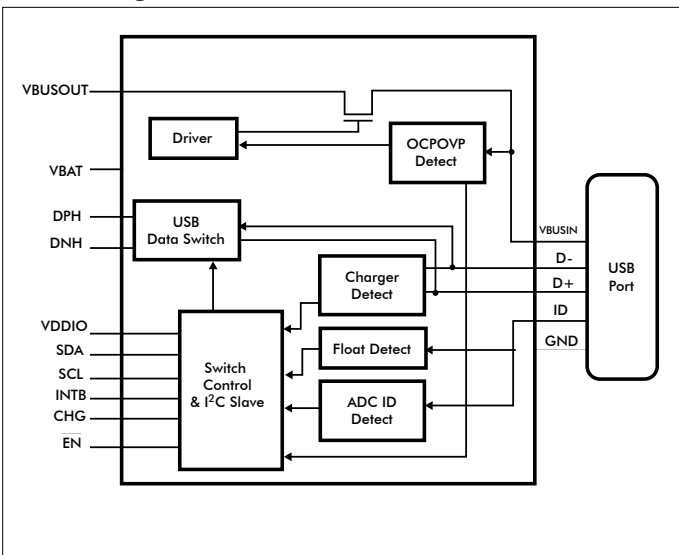 VBUSOUT
Driver
OCPOVP
Detect
VBAT
DPH
DNH
USB
Data Switch
VBUSIN
D-
D+
ID
GND
USB
Port
Charger
Detect
VDDIO
SDA
SCL
INTB
CHG
EN
Switch
Control
& I²C Slave
Float Detect
ADC ID
Detect